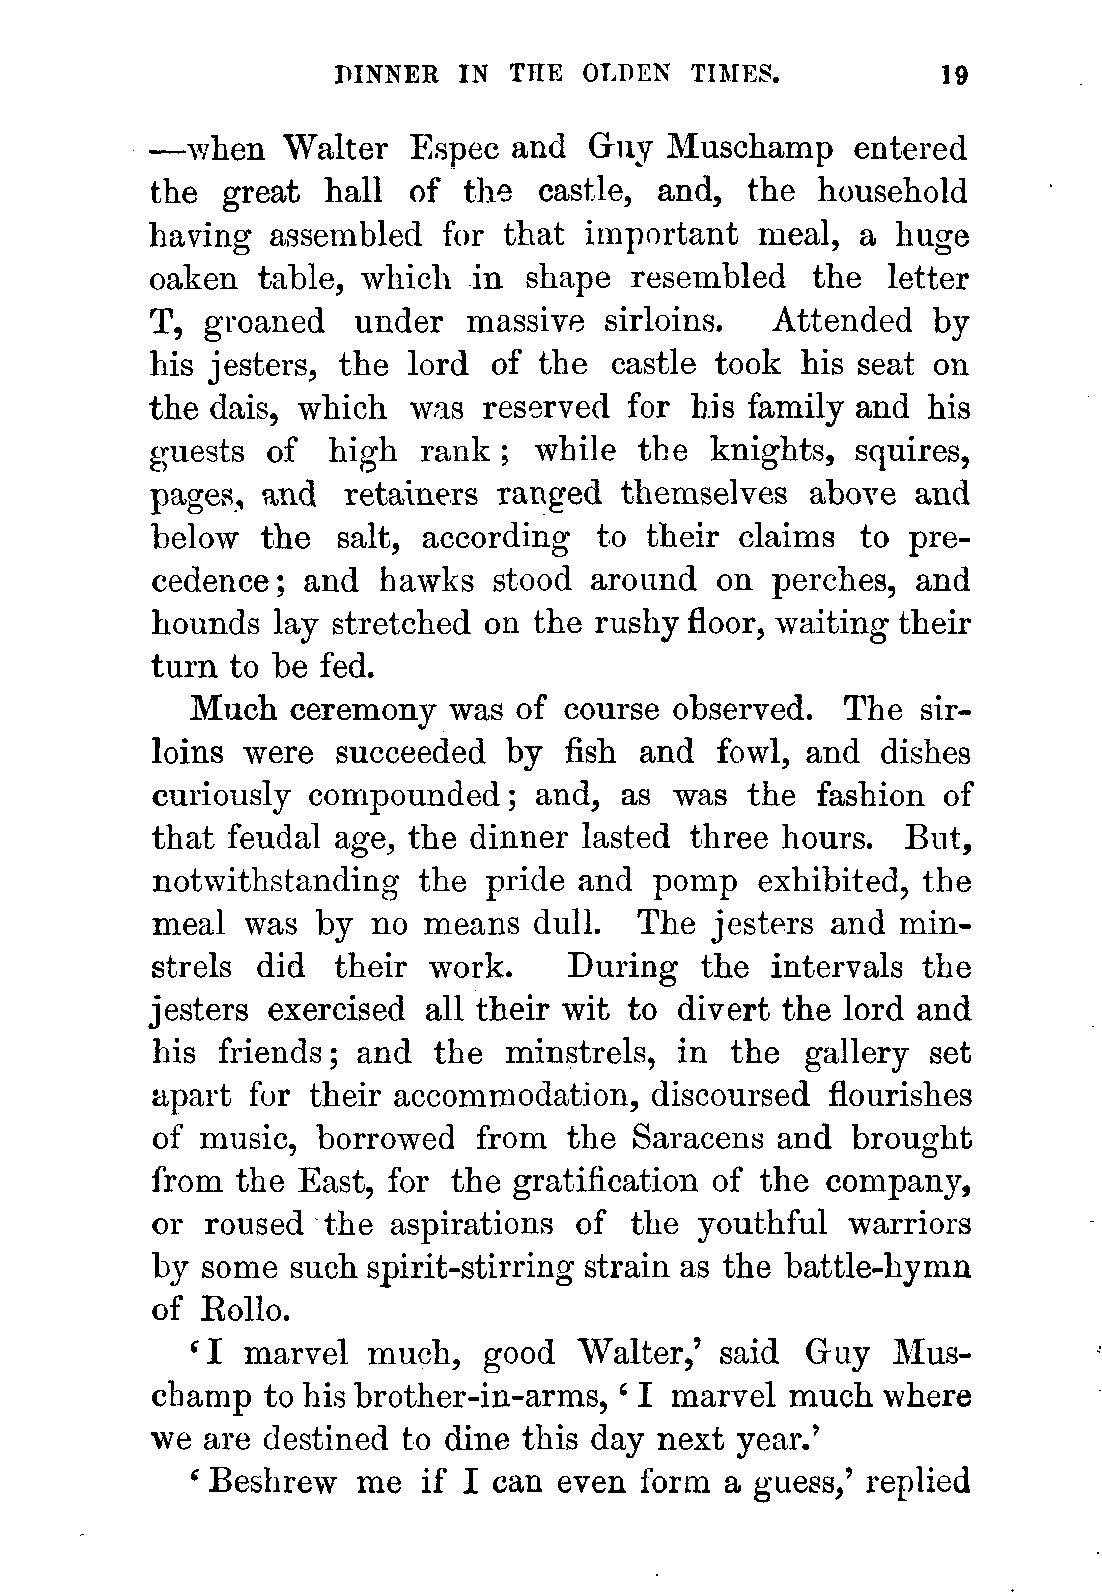 DINNER IN THE OLDEN TIMES. 19
—when Walter Espec and Guy Muschamp entered
the great hall of the castle, and, the household
having assembled for that important meal, a huge
oaken table, which in shape resembled the letter
T, groaned under massive sirloins. Attended by
his jesters, the lord of the castle took his seat on
the dais, which was reserved for his family and his
guests of high rank; while the knights, squires,
pages, and retainers ranged themselves above and
below the salt, according to their claims to pre-
cedence; and hawks stood around on perches, and
hounds lay stretched on the rushy floor, waiting their
turn to be fed.
Much ceremony was of course observed. The sir-
loins were succeeded by fish and fowl, and dishes
curiously compounded; and, as was the fashion of
that feudal age, the dinner lasted three hours. But,
notwithstanding the pride and pomp exhibited, the
meal was by no means dull. The jesters and min-
strels did their work. During the intervals the
jesters exercised all their wit to divert the lord and
his friends; and the minstrels, in the gallery set
apart for their accommodation, discoursed flourishes
of music, borrowed from the Saracens and brought
from the East, for the gratification of the company,
or roused the aspirations of the youthful warriors
by some such spirit-stirring strain as the battle-hymn
of Rollo.
‘I marvel much, good Walter,’ said Guy Mus-
champ to his brother-in-arms, ‘I marvel much where
we are destined to dine this day next year.’
‘Beshrew me if I can even form a guess,’ replied